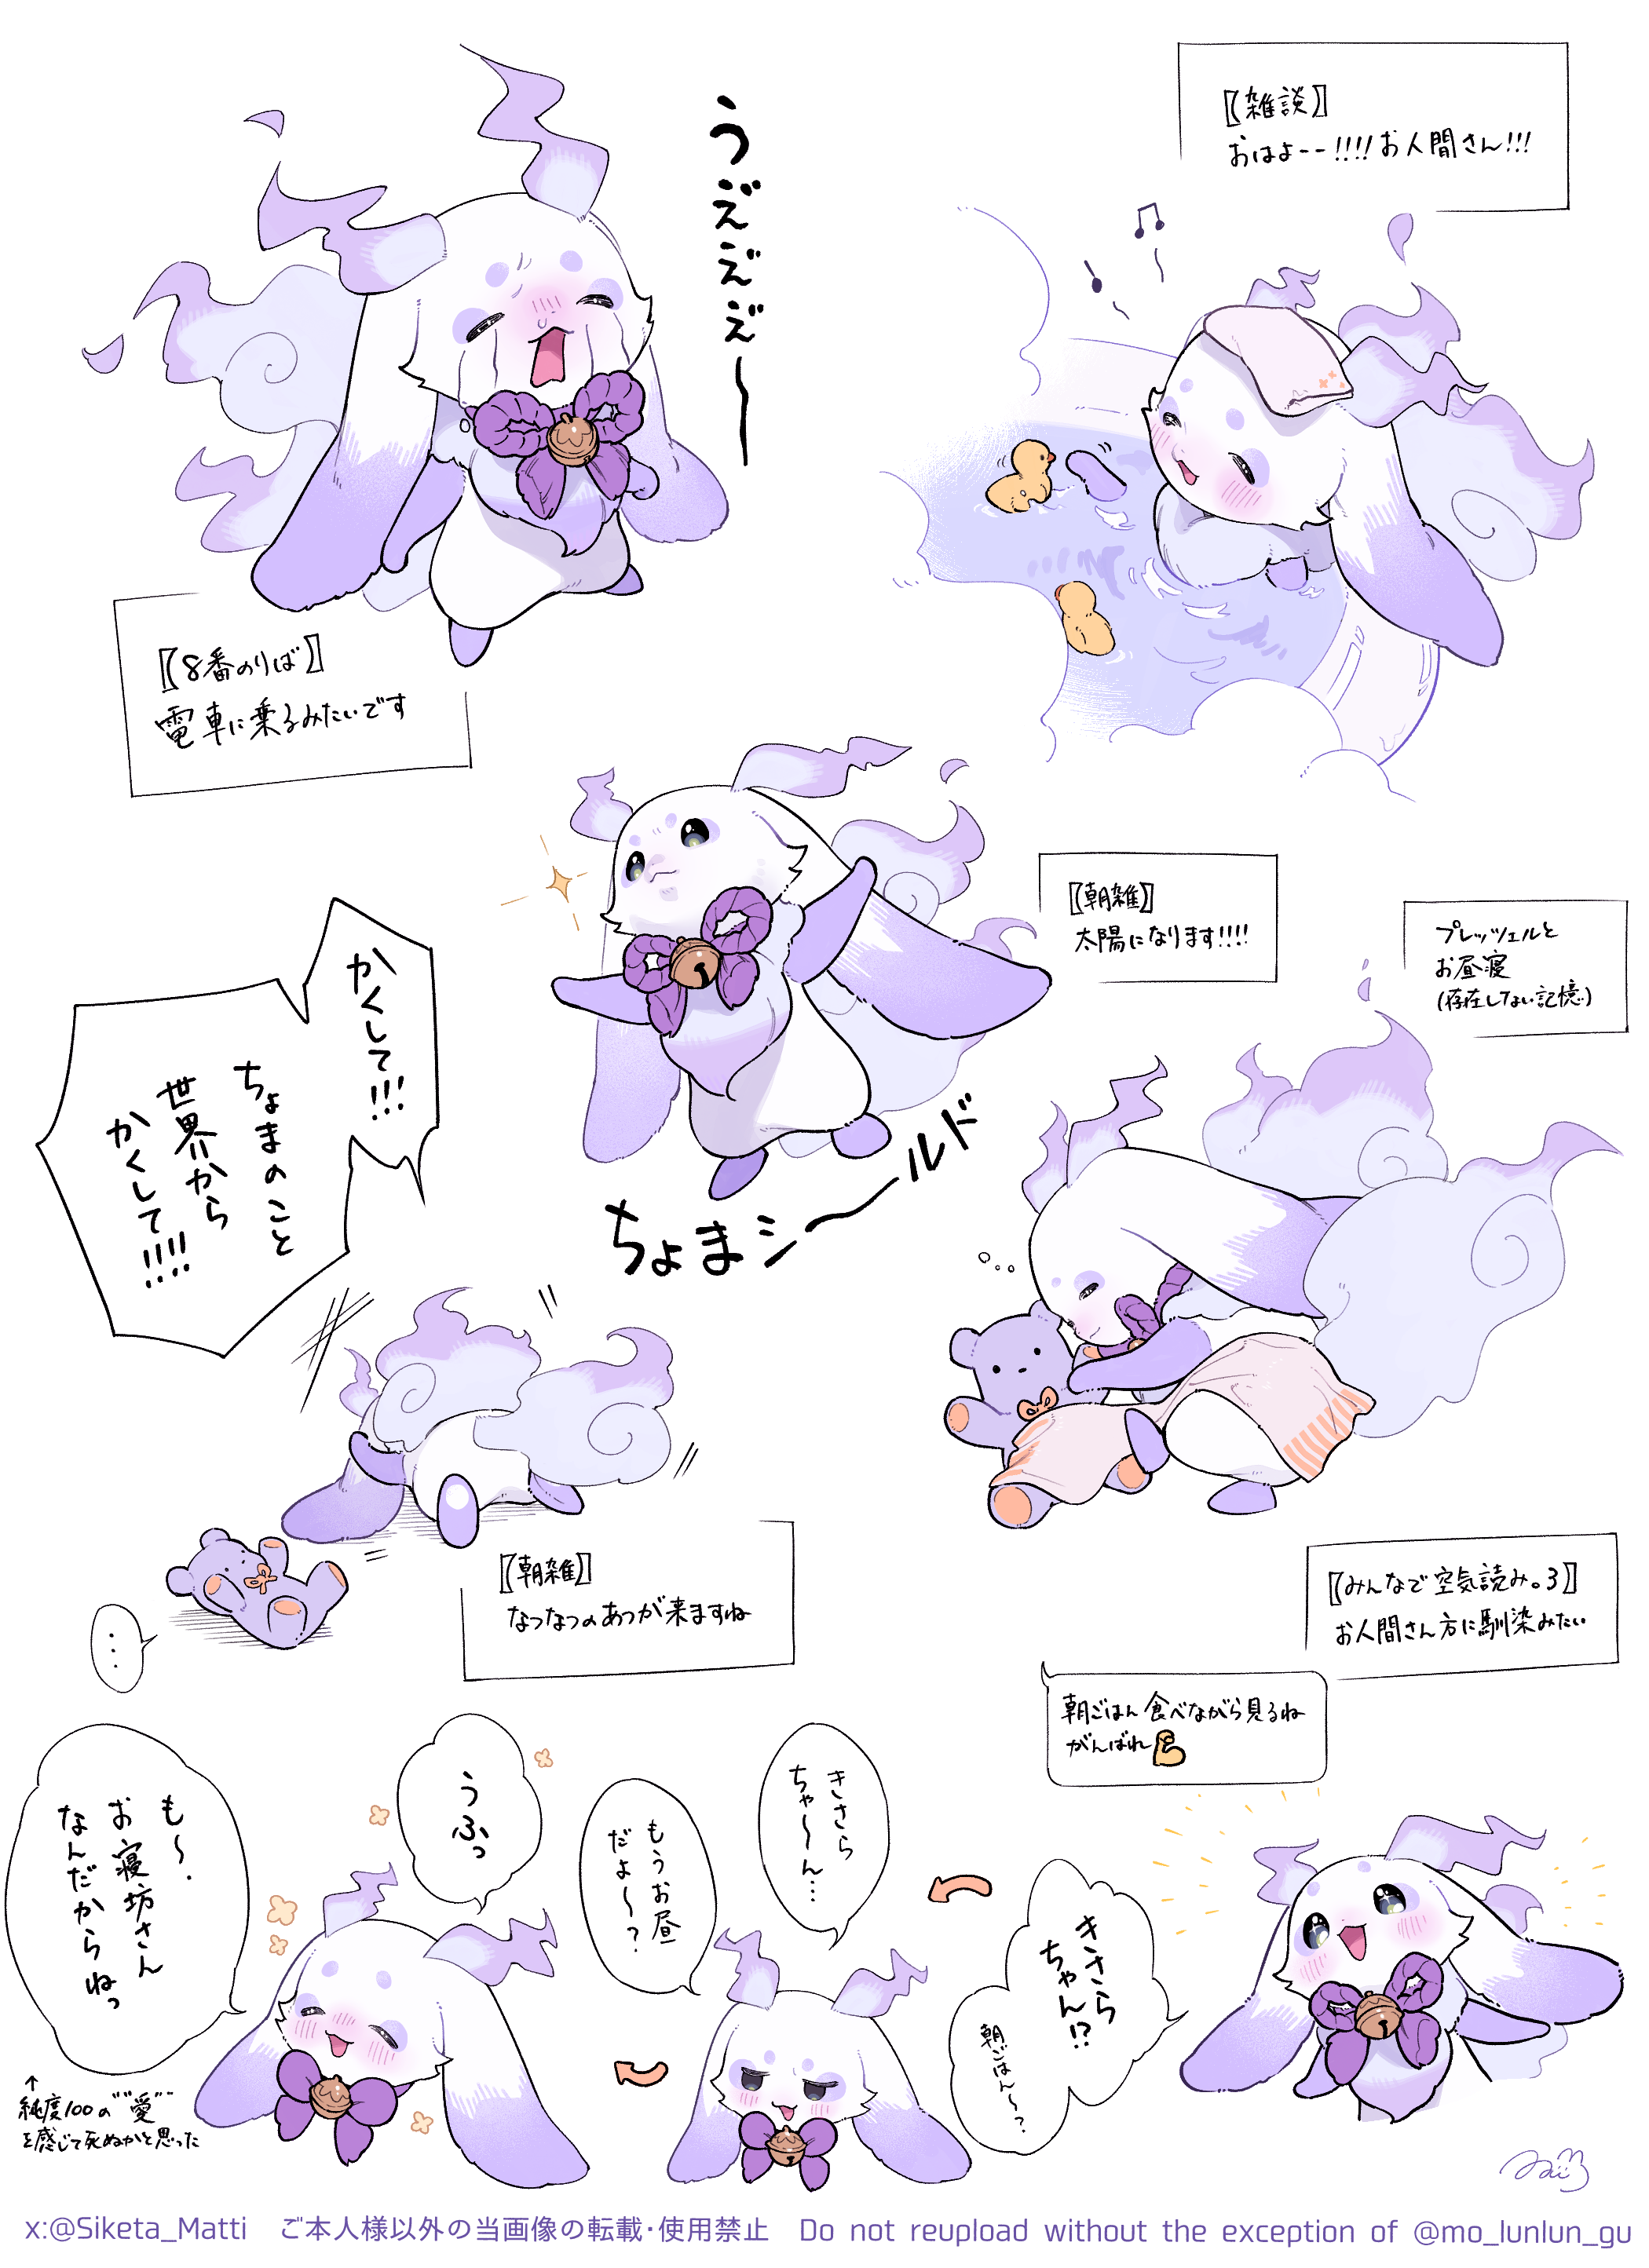 うえ゛え゛え゛～
〖雑談〗
おはよーー!!!!お人間さん!!!
〖8番のりば〗
電車に乗るみたいです
〖朝雑〗
太陽になります!!!!
ちょまシールド
プレッツェルと
お昼寝
(存在してない記憶)
かくして!!!
ちょまのこと
世界から
かくして!!!!
〖朝雑〗
なつなつのあつが来ますね
・・・
〖みんなで空気読み。3〗
お人間さん方に馴染みたい
朝ごはん食べながら見るね
がんばれ💪
きさら
ちゃん!?
朝ごはん～?
きさら
ちゃ～～ん…
もうお昼
だよ～?
うふっ
も～、
お寝坊さん
なんだからねっ
↑
純度100の"愛"
を感じて死ぬかと思った
x:@Siketa_Matti ご本人様以外の当画像の転載･使用禁止 Do not reupload without the exception of @mo_lunlun_gu